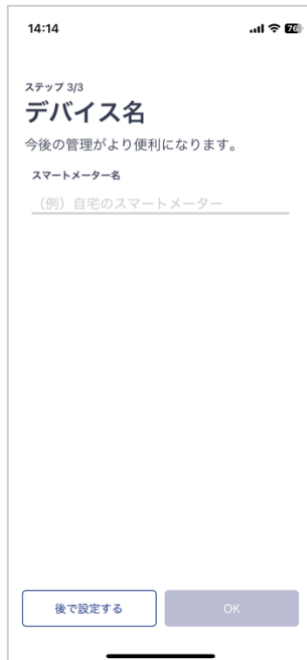 14:14
76
ステップ 3/3
デバイス名
今後の管理がより便利になります。
スマートメーター名
（例）自宅のスマートメーター
後で設定する
OK